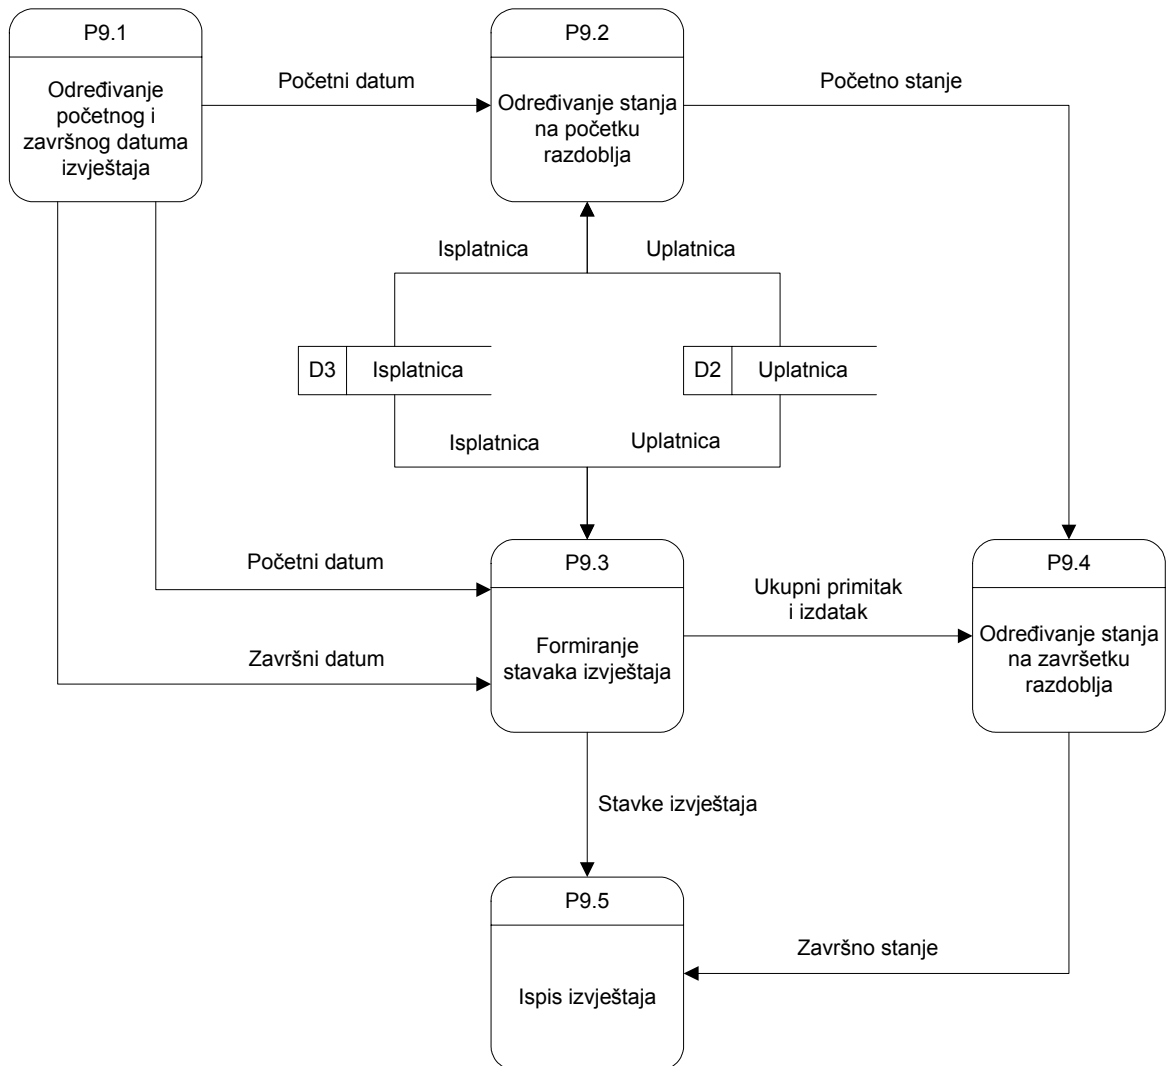 P9.1
Određivanje
početnog i
završnog datuma
izvještaja
Početni datum
P9.2
Određivanje stanja
na početku
razdoblja
Početno stanje
Isplatnica
Uplatnica
D3
Isplatnica
D2
Uplatnica
Isplatnica
Uplatnica
Početni datum
Završni datum
P9.3
Formiranje
stavaka izvještaja
Ukupni primitak
i izdatak
P9.4
Određivanje stanja
na završetku
razdoblja
Stavke izvještaja
P9.5
Ispis izvještaja
Završno stanje